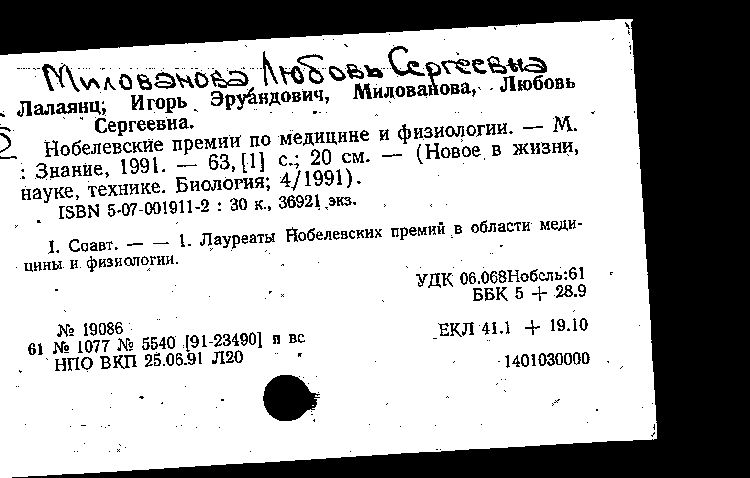 Милованова Любовь Сергеевна
Лалаянц, Игорь Эруандович, Милованова, Любовь
Сергеевна.
Нобелевские премии по медицине и физиологии. — М.
: Знание, 1991. — 63, [1] с.; 20 см. — (Новое в жизни,
науке, технике. Биология; 4/1991).
ISBN 5-07-001911-2 : 30 к., 36921 экз.
I. Соавт. — — 1. Лауреаты Нобелевских премий в области меди-
цины и физиологии.
УДК 06.068Нобель:61
ББК 5 + 28.9
№ 19086
61 № 1077 № 5540 [91-23490] п вс
ЕКЛ 41.1 + 19.10
НПО ВКП 25.06.91 Л20
1401030000